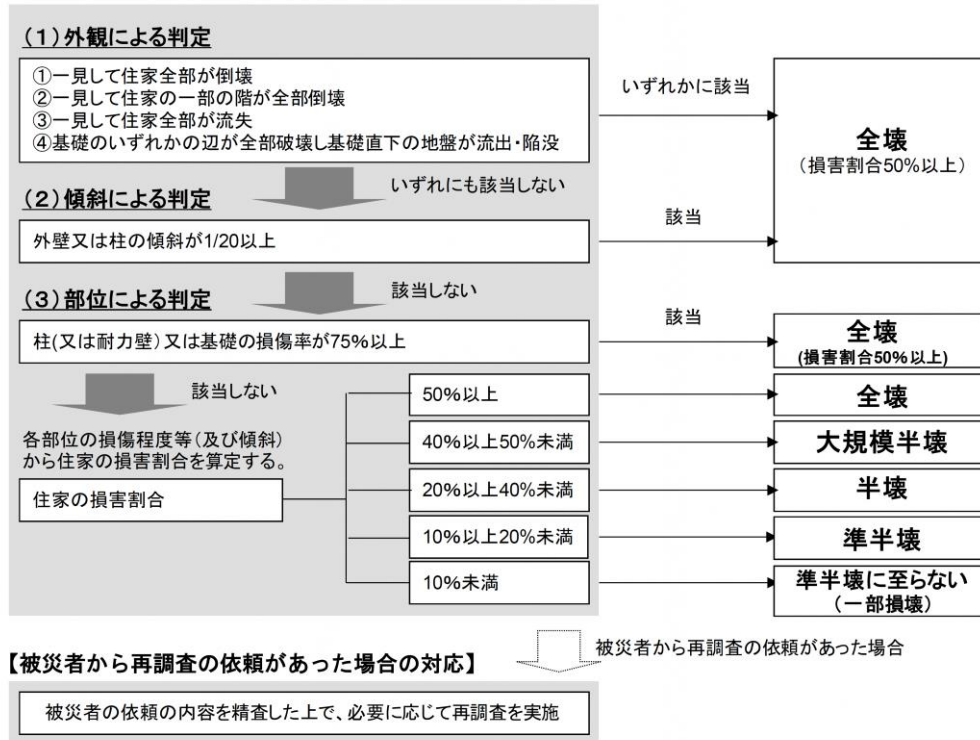 (1)外観による判定
①一見して住家全部が倒壊
②一見して住家の一部の階が全部倒壊
③一見して住家全部が流失
④基礎のいずれかの辺が全部破壊し基礎直下の地盤が流出・陥没
いずれかに該当
全壊
(損害割合50%以上)
いずれにも該当しない
(2)傾斜による判定
外壁又は柱の傾斜が1/20以上
該当
該当しない
(3)部位による判定
柱(又は耐力壁)又は基礎の損傷率が75%以上
該当
全壊
(損害割合50%以上)
該当しない
各部位の損傷程度等(及び傾斜)
から住家の損害割合を算定する。
住家の損害割合
50%以上
全壊
40%以上50%未満
大規模半壊
20%以上40%未満
半壊
10%以上20%未満
準半壊
10%未満
準半壊に至らない
(一部損壊)
被災者から再調査の依頼があった場合
【被災者から再調査の依頼があった場合の対応】
被災者の依頼の内容を精査した上で、必要に応じて再調査を実施